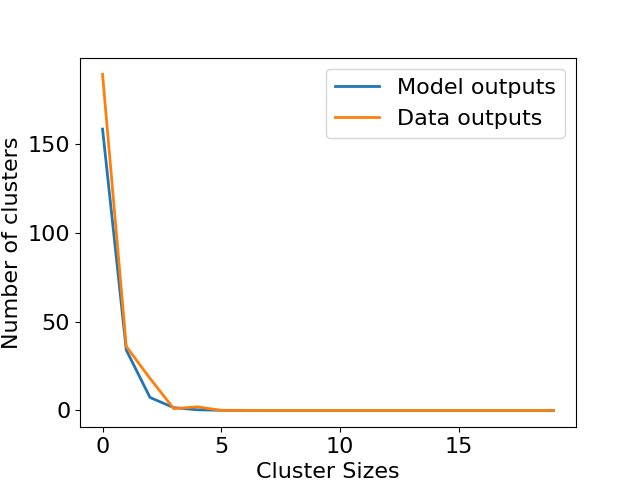 Model outputs
Data outputs
Number of clusters
150
100
50
0
0 5 10 15
Cluster Sizes